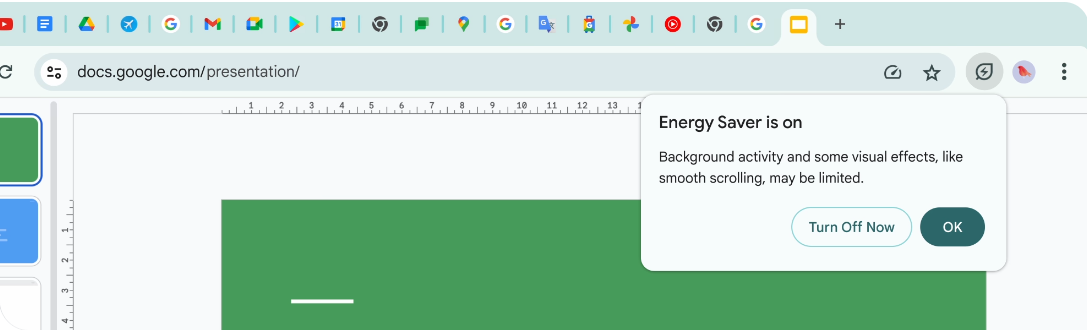 docs.google.com/presentation/
1 2 3 4 5 6 7 8 9 10 11 12 13
Energy Saver is on
Background activity and some visual effects, like
smooth scrolling, may be limited.
Turn Off Now
OK
1
2
3
4